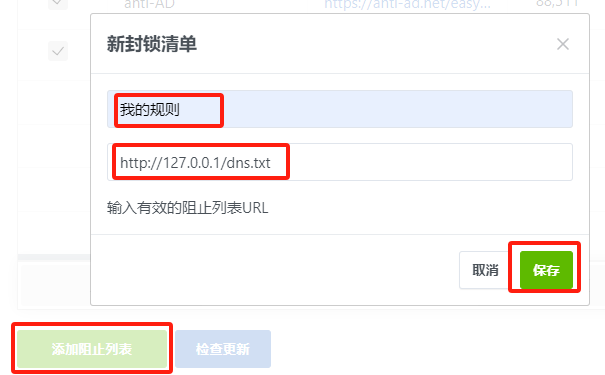 anti-AD https://anti-ad.net/easy... 88,511
新封锁清单
我的规则
http://127.0.0.1/dns.txt
输入有效的阻止列表URL
取消 保存
添加阻止列表 检查更新